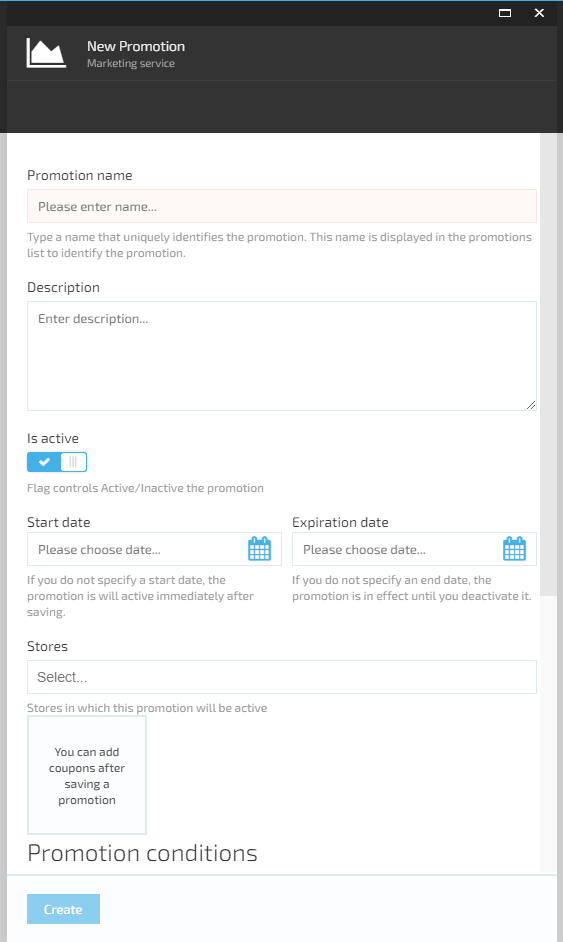 New Promotion
Marketing service
Promotion name
Please enter name...
Type a name that uniquely identifies the promotion. This name is displayed in the promotions
list to identify the promotion.
Description
Enter description...
Is active
Flag controls Active/Inactive the promotion
Start date
Please choose date...
If you do not specify a start date, the
promotion is will active immediately after
saving.
Expiration date
Please choose date...
If you do not specify an end date, the
promotion is in effect until you deactivate it.
Stores
Select...
Stores in which this promotion will be active
You can add
coupons after
saving a
promotion
Promotion conditions
Create